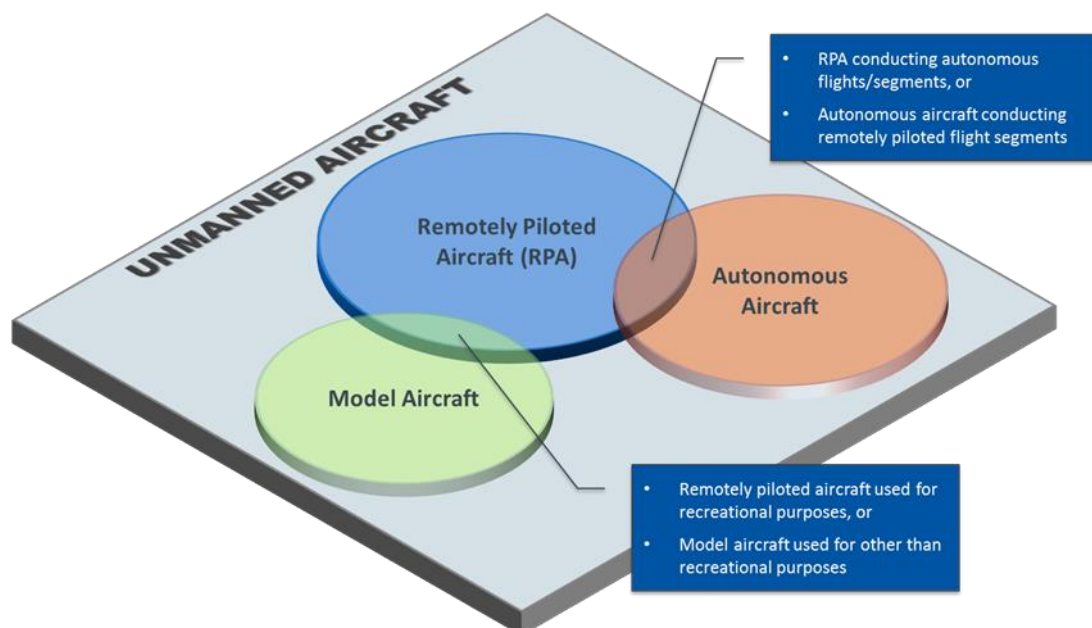 UNMANNED AIRCRAFT
• RPA conducting autonomous
flights/segments, or
• Autonomous aircraft conducting
remotely piloted flight segments
Remotely Piloted
Aircraft (RPA)
Autonomous
Aircraft
Model Aircraft
• Remotely piloted aircraft used for
recreational purposes, or
• Model aircraft used for other than
recreational purposes